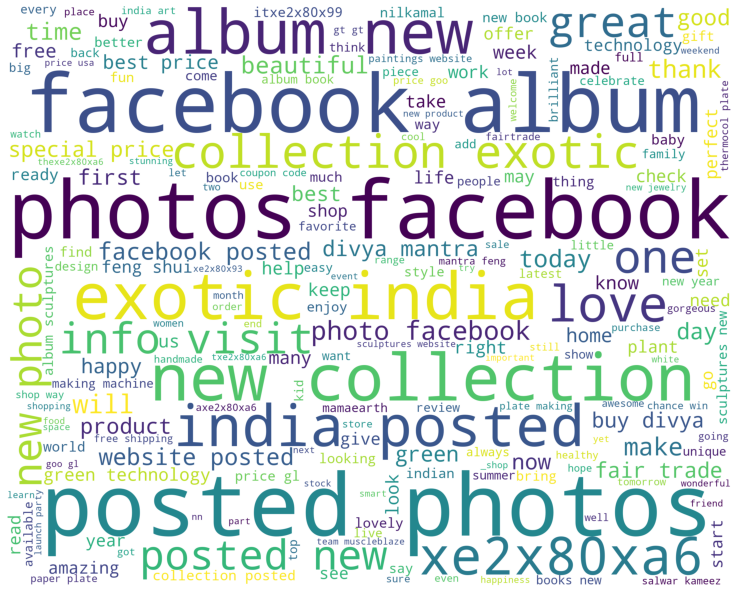 every place india art itxe2x80x99 nilkamal new book great good
time back better buy album new offer technology gift weekend
free best price gt gt think paintings website week full
big price usa fun come beautiful piece work made thank
album book price goo lot celebrate brilliant
facebook album
watch new product welcome
special price collection exotic take way cool fairtrade baby perfect thermocol plate
thexe2x80xa6 stunning add family
ready first let coupon code much life people may check
book two use best thing new jewelry
photos facebook
shop favorite
facebook posted divya mantra sale today little one set
find feng shui xe2x80x93 help easy mantra feng latest
design range style try know new year
new photo album sculptures exotic india love need gorgeous
month event keep
order enjoy
info visit photo facebook home purchase day
women end us sculptures website right still show plant sculptures new
happy handmade txe2x80xa6 many want important white go
making machine new collection
shop way kid
will shopping axe2x80xa6 mamaearth review plate making awesome chance win
product food space india posted buy divya
world free shipping next store give green always healthy make going unique
goo gl website posted looking indian now yet hope fair trade
green technology price gl stock summer bring tomorrow wonderful
read learn launch party smart _shop look friend
available posted photos
nn part lovely well start
year got top live
amazing posted new team muscleblaze say xe2x80xa6
collection posted see even happiness books new
paper plate sure salwar kameez